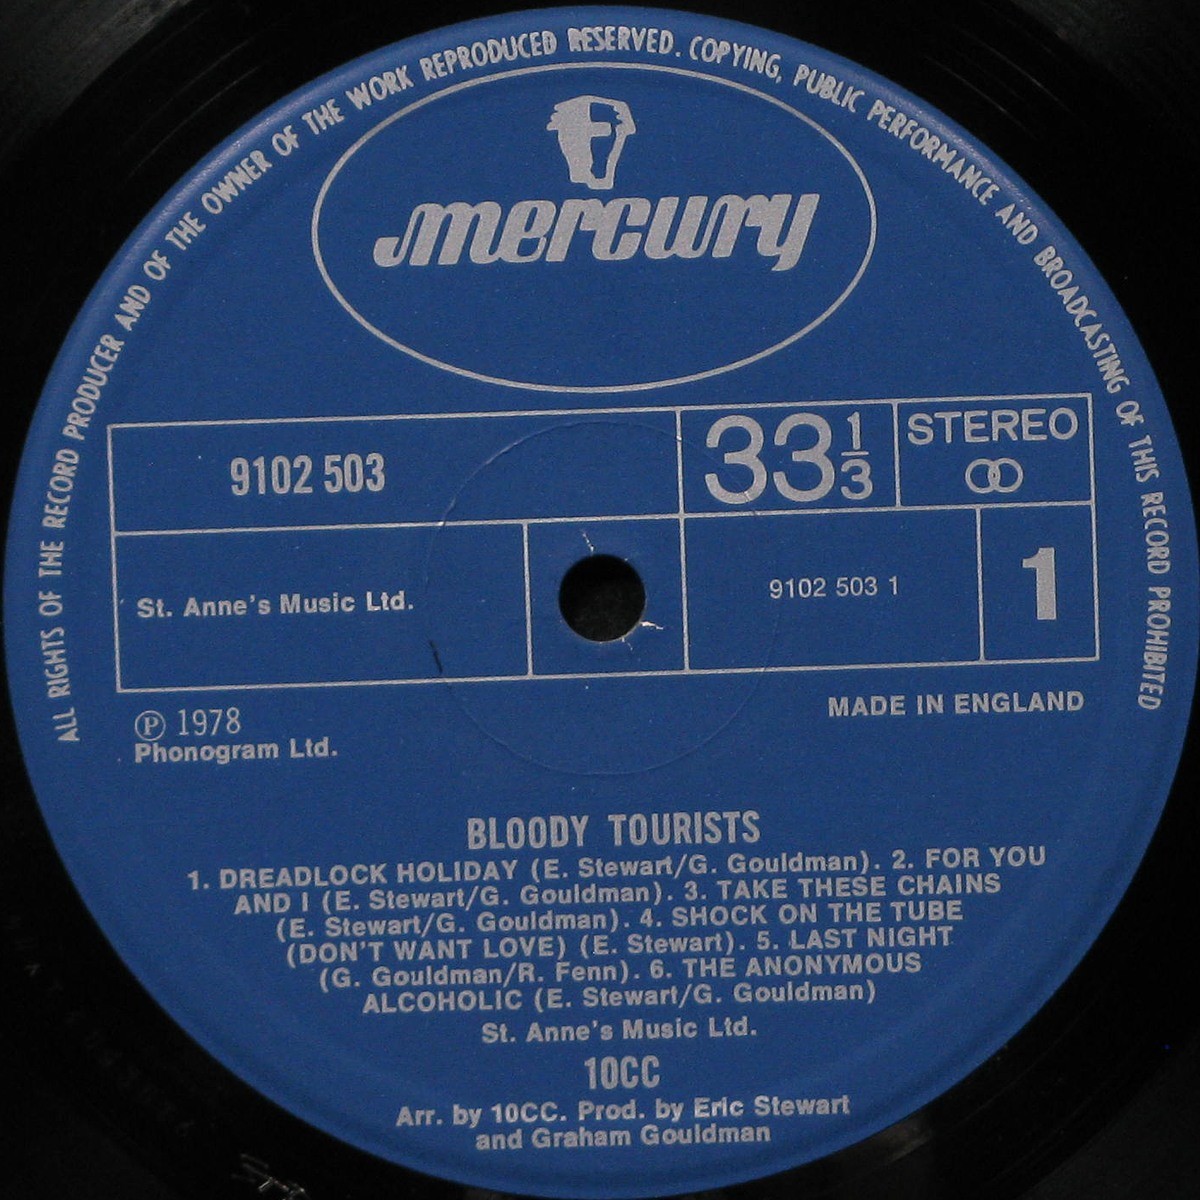 ALL RIGHTS OF THE RECORD PRODUCER AND OF THE OWNER OF THE WORK REPRODUCED RESERVED. COPYING, PUBLIC PERFORMANCE AND BROADCASTING OF THIS RECORD PROHIBITED
mercury
9102 503
33 1/3
STEREO
St. Anne's Music Ltd.
9102 503 1
1
℗ 1978
Phonogram Ltd.
MADE IN ENGLAND
BLOODY TOURISTS
1. DREADLOCK HOLIDAY (E. Stewart/G. Gouldman). 2. FOR YOU
AND I (E. Stewart/G. Gouldman). 3. TAKE THESE CHAINS
(E. Stewart/G. Gouldman). 4. SHOCK ON THE TUBE
(DON'T WANT LOVE) (E. Stewart). 5. LAST NIGHT
(G. Gouldman/R. Fenn). 6. THE ANONYMOUS
ALCOHOLIC (E. Stewart/G. Gouldman)
St. Anne's Music Ltd.
10CC
Arr. by 10CC. Prod. by Eric Stewart
and Graham Gouldman